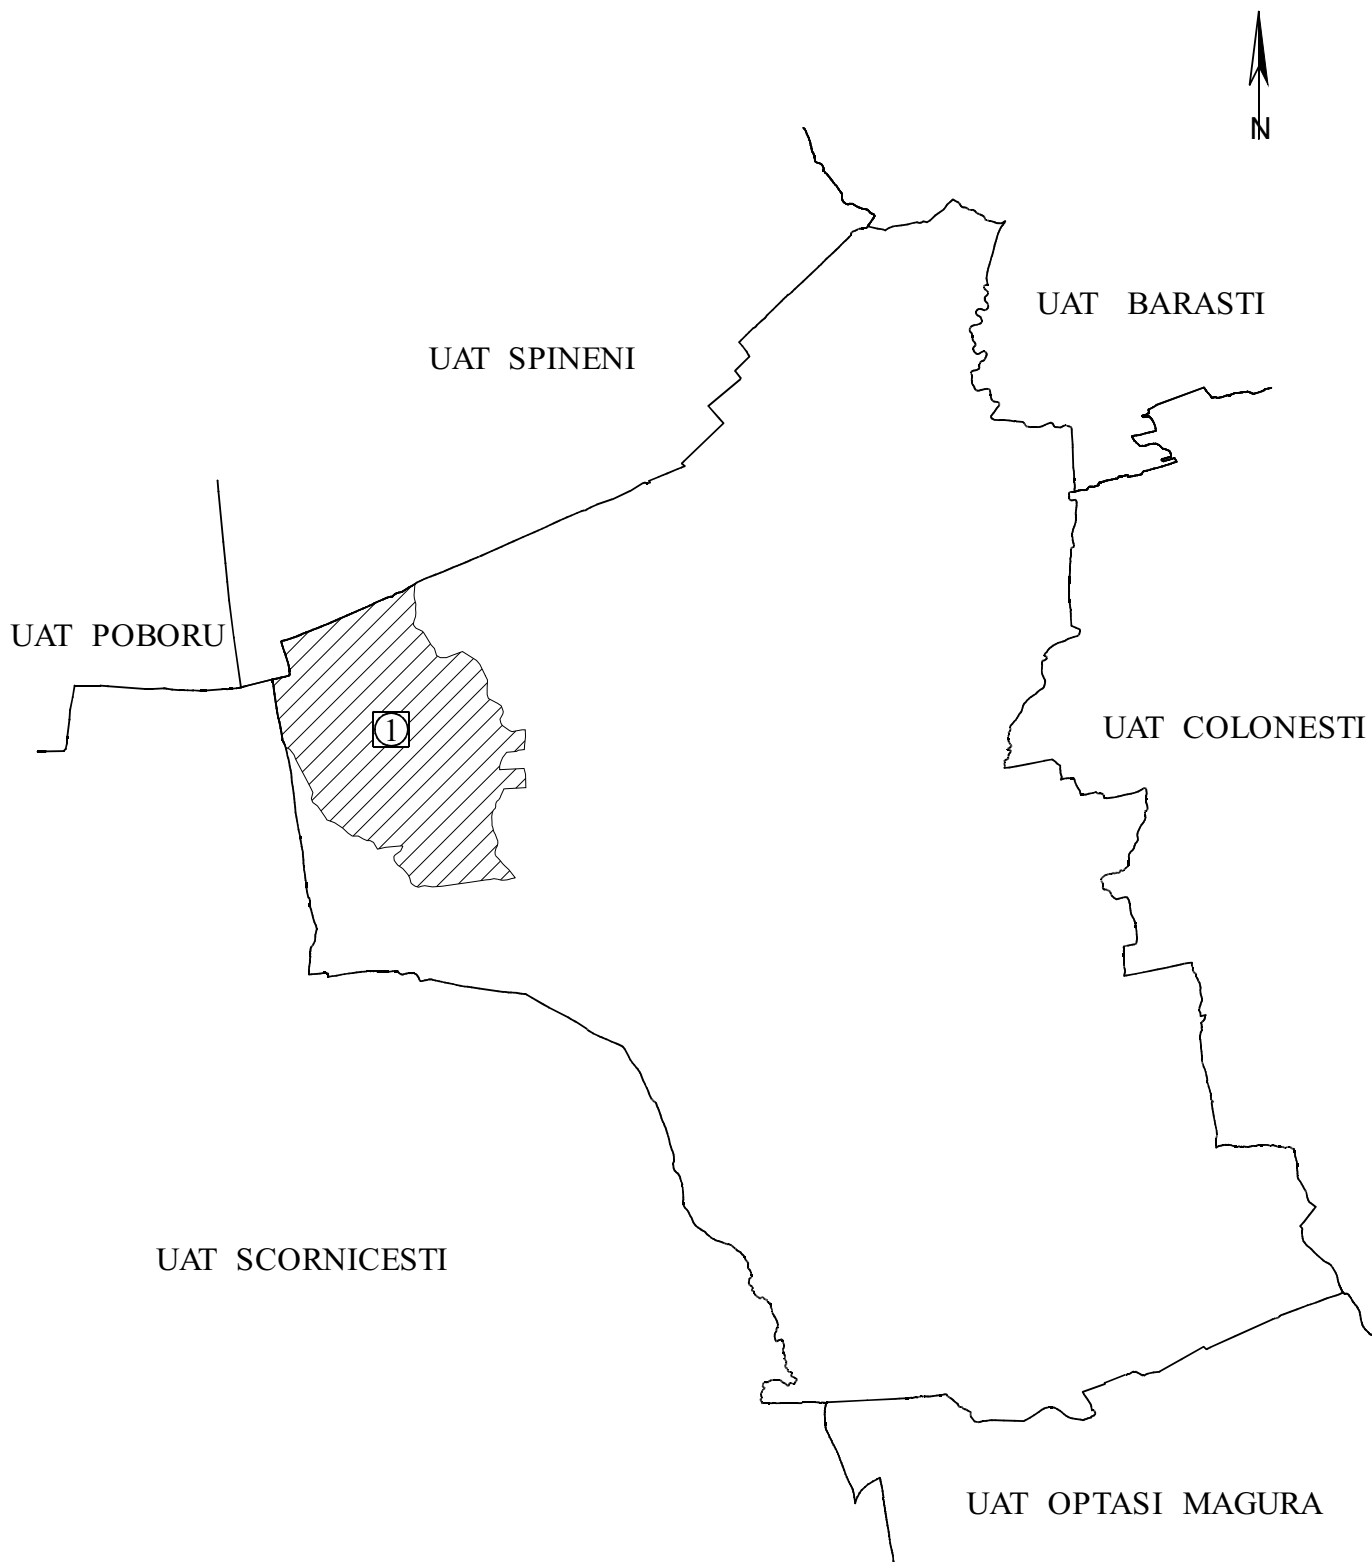 N
UAT BARASTI
UAT SPINENI
UAT POBORU
1
UAT COLONESTI
UAT SCORNICESTI
UAT OPTASI MAGURA